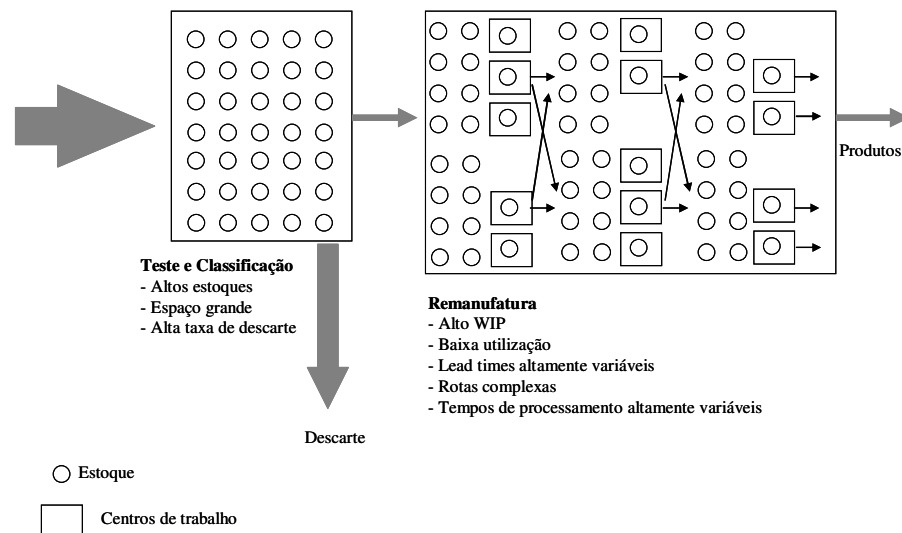 Produtos
Teste e Classificação
- Altos estoques
- Espaço grande
- Alta taxa de descarte
Remanufatura
- Alto WIP
- Baixa utilização
- Lead times altamente variáveis
- Rotas complexas
- Tempos de processamento altamente variáveis
Descarte
Estoque
Centros de trabalho